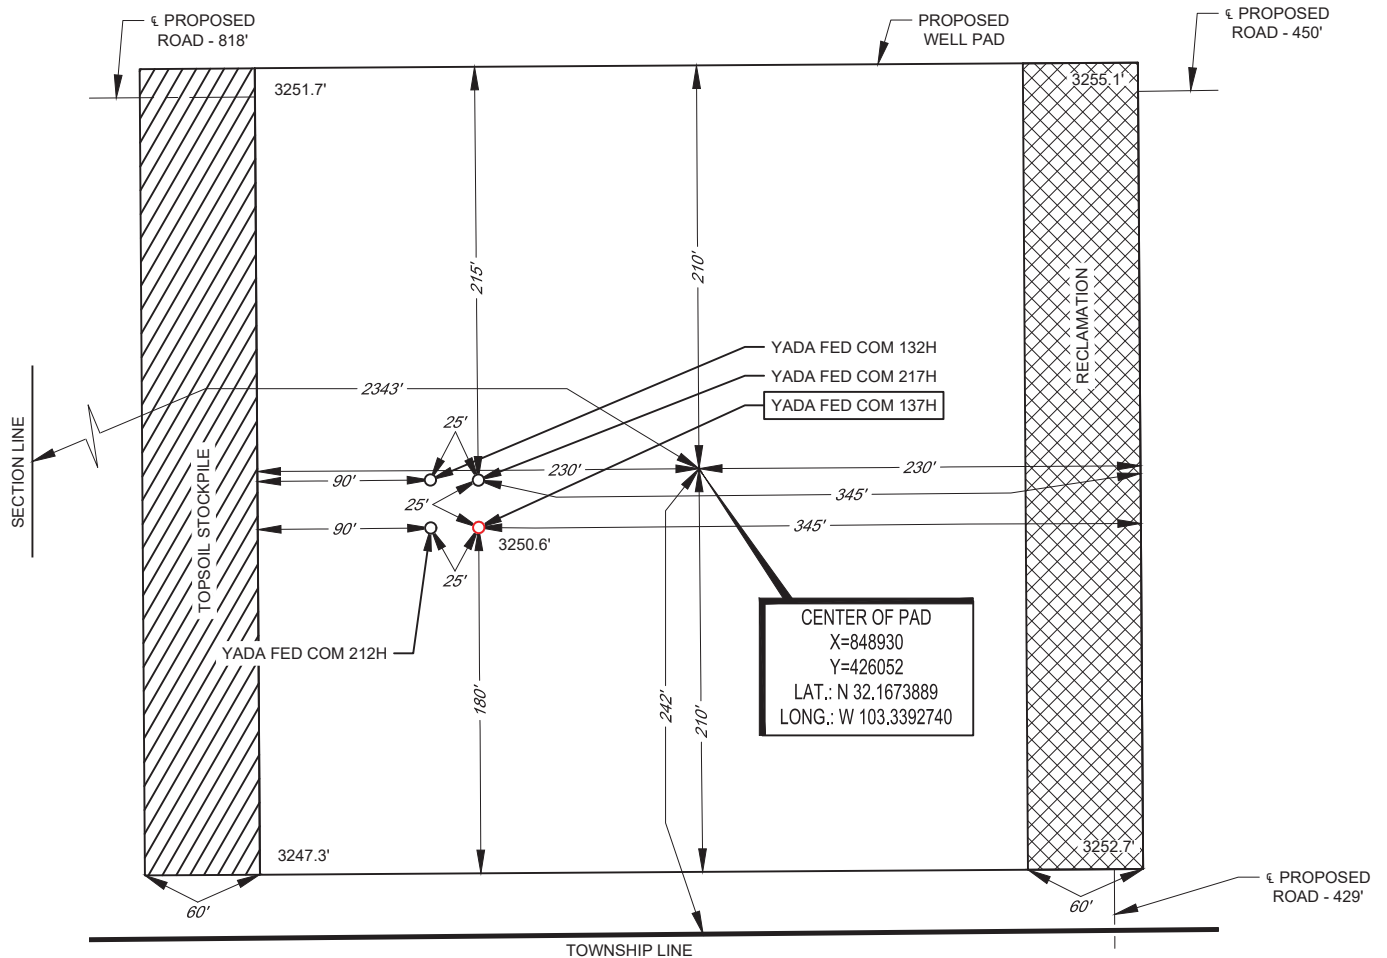 ℄ PROPOSED
ROAD - 818'
PROPOSED
WELL PAD
℄ PROPOSED
ROAD - 450'
3251.7'
3255.1'
215'
210'
RECLAMATION
YADA FED COM 132H
YADA FED COM 217H
YADA FED COM 137H
2343'
SECTION LINE
TOPSOIL STOCKPILE
25'
230'
230'
90'
345'
25'
90'
345'
3250.6'
25'
YADA FED COM 212H
CENTER OF PAD
X=848930
Y=426052
LAT.: N 32.1673889
LONG.: W 103.3392740
180'
242'
210'
3247.3'
3252.7'
60'
60'
℄ PROPOSED
ROAD - 429'
TOWNSHIP LINE